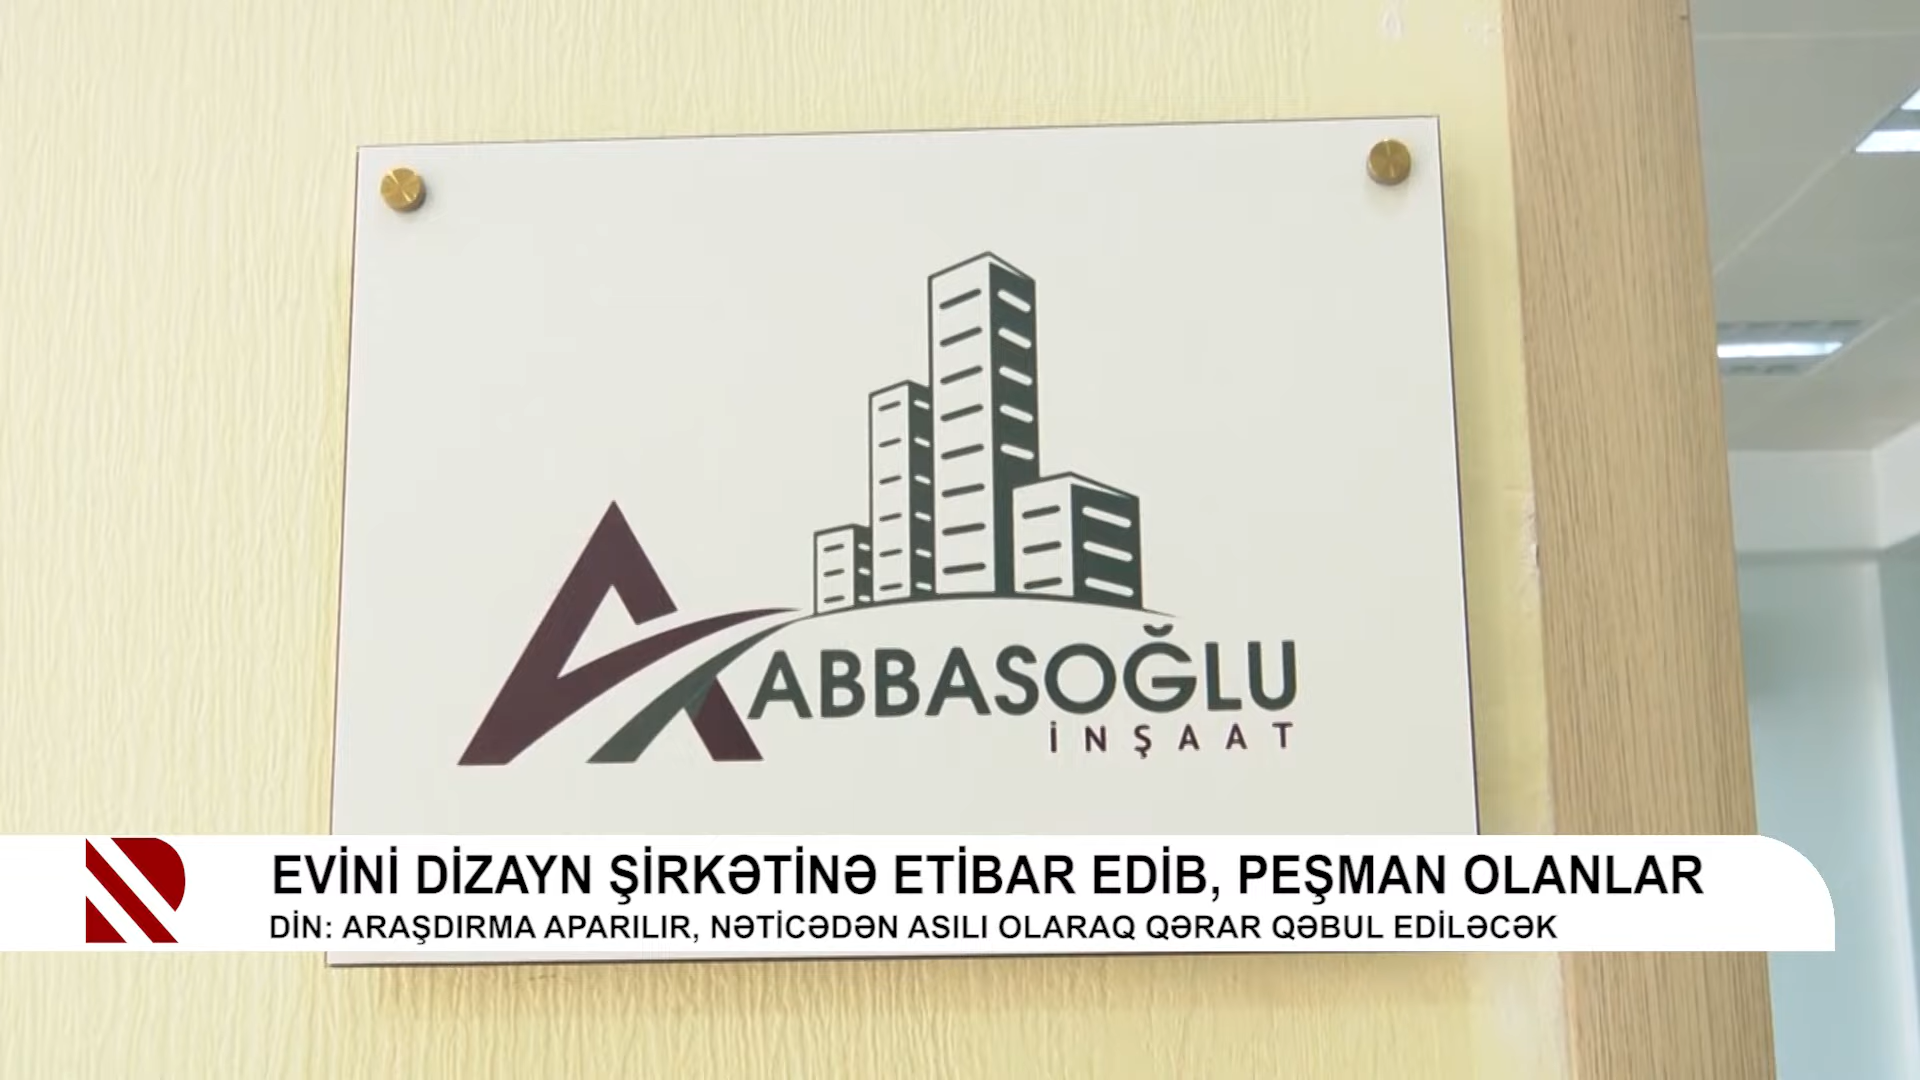 ABBASOĞLU
İNŞAAT
EVİNİ DİZAYN ŞİRKƏTİNƏ ETİBAR EDİB, PEŞMAN OLANLAR
DİN: ARAŞDIRMA APARILIR, NƏTİCƏDƏN ASILI OLARAQ QƏRAR QƏBUL EDİLƏCƏK